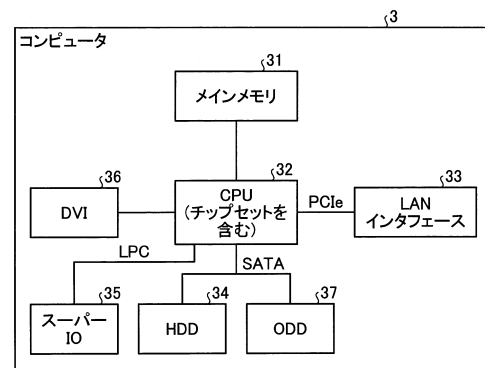 3
コンピュータ
31
メインメモリ
36
DVI
32
CPU
(チップセットを
含む)
PCIe
33
LAN
インタフェース
LPC
SATA
35
スーパー
IO
34
HDD
37
ODD